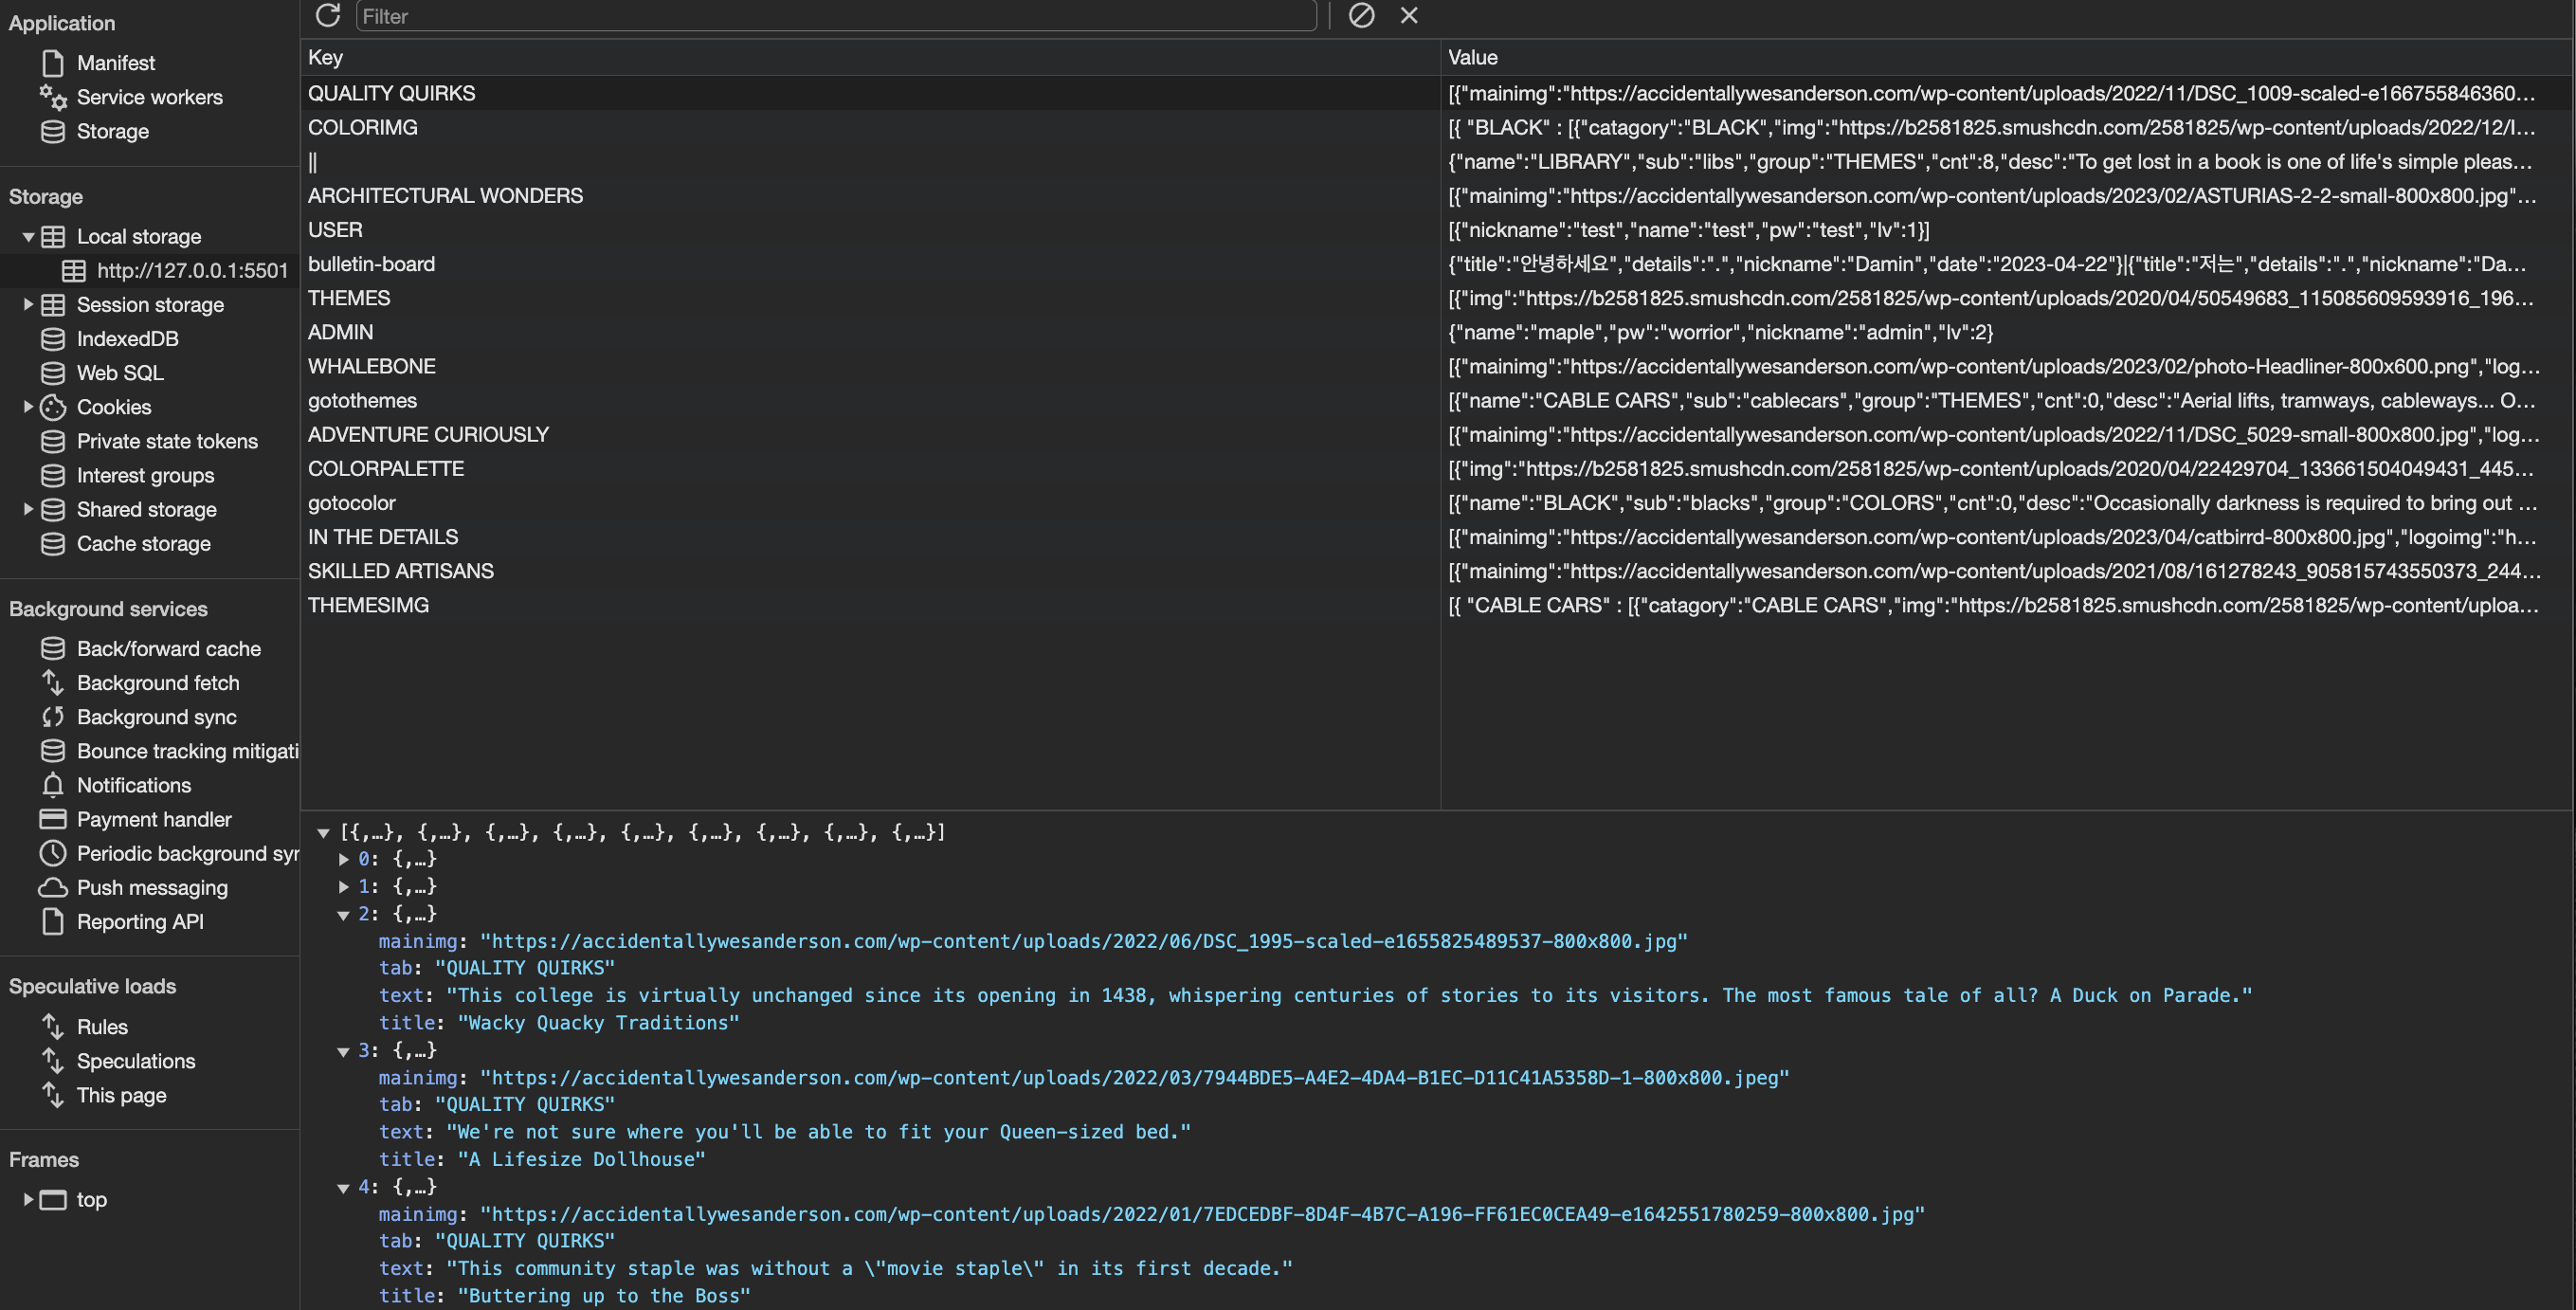 Application
Manifest
Service workers
Storage
Storage
Local storage
http://127.0.0.1:5501
Session storage
IndexedDB
Web SQL
Cookies
Private state tokens
Interest groups
Shared storage
Cache storage
Background services
Back/forward cache
Background fetch
Background sync
Bounce tracking mitigati
Notifications
Payment handler
Periodic background syn
Push messaging
Reporting API
Speculative loads
Rules
Speculations
This page
Frames
top
Filter
Key Value
QUALITY QUIRKS [{"mainimg":"https://accidentallywesanderson.com/wp-content/uploads/2022/11/DSC_1009-scaled-e166755846360…
COLORIMG [{ "BLACK" : [{"catagory":"BLACK","img":"https://b2581825.smushcdn.com/2581825/wp-content/uploads/2022/12/I…
|| {"name":"LIBRARY","sub":"libs","group":"THEMES","cnt":8,"desc":"To get lost in a book is one of life's simple pleas…
ARCHITECTURAL WONDERS [{"mainimg":"https://accidentallywesanderson.com/wp-content/uploads/2023/02/ASTURIAS-2-2-small-800x800.jpg"…
USER [{"nickname":"test","name":"test","pw":"test","lv":1}]
bulletin-board {"title":"안녕하세요","details":".","nickname":"Damin","date":"2023-04-22"}|{"title":"저는","details":".","nickname":"Da…
THEMES [{"img":"https://b2581825.smushcdn.com/2581825/wp-content/uploads/2020/04/50549683_115085609593916_196…
ADMIN {"name":"maple","pw":"worrior","nickname":"admin","lv":2}
WHALEBONE [{"mainimg":"https://accidentallywesanderson.com/wp-content/uploads/2023/02/photo-Headliner-800x600.png","log…
gotothemes [{"name":"CABLE CARS","sub":"cablecars","group":"THEMES","cnt":0,"desc":"Aerial lifts, tramways, cableways... O…
ADVENTURE CURIOUSLY [{"mainimg":"https://accidentallywesanderson.com/wp-content/uploads/2022/11/DSC_5029-small-800x800.jpg","log…
COLORPALETTE [{"img":"https://b2581825.smushcdn.com/2581825/wp-content/uploads/2020/04/22429704_133661504049431_445…
gotocolor [{"name":"BLACK","sub":"blacks","group":"COLORS","cnt":0,"desc":"Occasionally darkness is required to bring out …
IN THE DETAILS [{"mainimg":"https://accidentallywesanderson.com/wp-content/uploads/2023/04/catbirrd-800x800.jpg","logoimg":"h…
SKILLED ARTISANS [{"mainimg":"https://accidentallywesanderson.com/wp-content/uploads/2021/08/161278243_905815743550373_244…
THEMESIMG [{ "CABLE CARS" : [{"catagory":"CABLE CARS","img":"https://b2581825.smushcdn.com/2581825/wp-content/uploa…
[{,…}, {,…}, {,…}, {,…}, {,…}, {,…}, {,…}, {,…}, {,…}]
0: {,…}
1: {,…}
2: {,…}
mainimg: "https://accidentallywesanderson.com/wp-content/uploads/2022/06/DSC_1995-scaled-e1655825489537-800x800.jpg"
tab: "QUALITY QUIRKS"
text: "This college is virtually unchanged since its opening in 1438, whispering centuries of stories to its visitors. The most famous tale of all? A Duck on Parade."
title: "Wacky Quacky Traditions"
3: {,…}
mainimg: "https://accidentallywesanderson.com/wp-content/uploads/2022/03/7944BDE5-A4E2-4DA4-B1EC-D11C41A5358D-1-800x800.jpeg"
tab: "QUALITY QUIRKS"
text: "We're not sure where you'll be able to fit your Queen-sized bed."
title: "A Lifesize Dollhouse"
4: {,…}
mainimg: "https://accidentallywesanderson.com/wp-content/uploads/2022/01/7EDCEDBF-8D4F-4B7C-A196-FF61EC0CEA49-e1642551780259-800x800.jpg"
tab: "QUALITY QUIRKS"
text: "This community staple was without a \"movie staple\" in its first decade."
title: "Buttering up to the Boss"